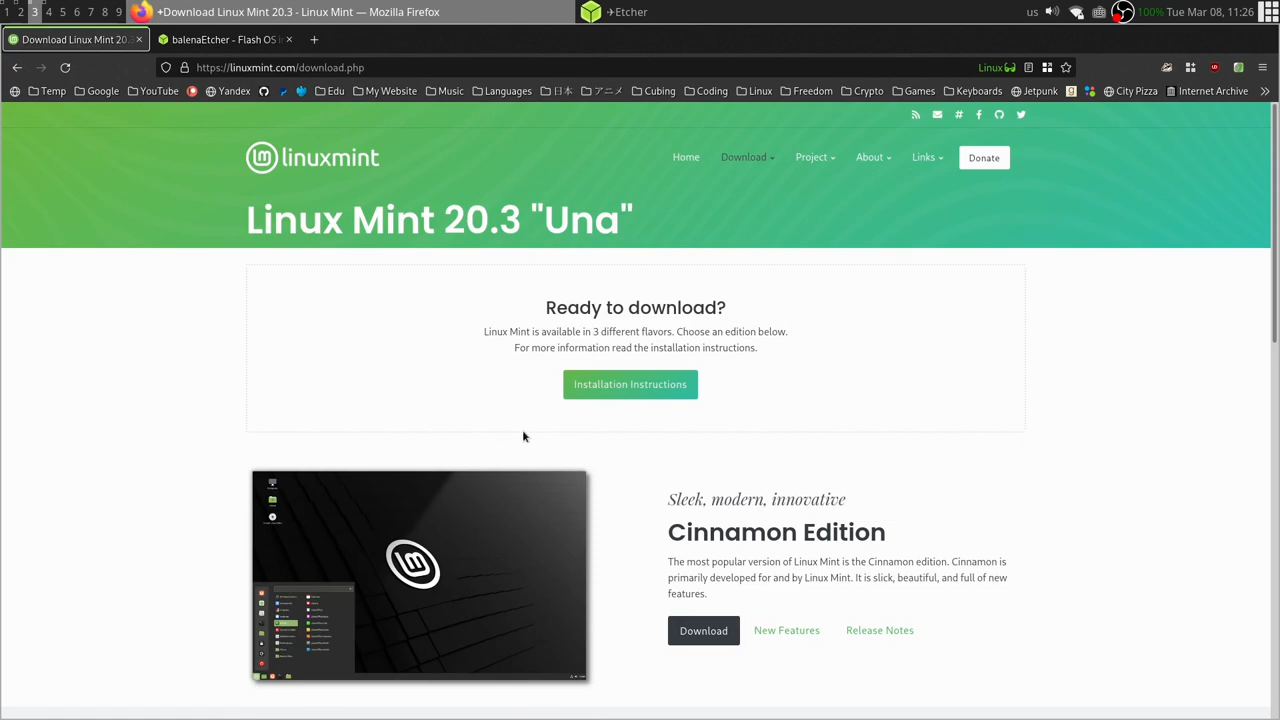 1 2 3 4 5 6 7 8 9 +Download Linux Mint 20.3 - Linux Mint — Mozilla Firefox +Etcher us 100% Tue Mar 08, 11:26
Download Linux Mint 20. balenaEtcher - Flash OS
https://linuxmint.com/download.php Linux
Temp Google YouTube Yandex Edu My Website Music Languages 日本 アニメ Cubing Coding Linux Freedom Crypto Games Keyboards Jetpunk City Pizza Internet Archive
linuxmint Home Download Project About Links Donate
Linux Mint 20.3 "Una"
Ready to download?
Linux Mint is available in 3 different flavors. Choose an edition below.
For more information read the installation instructions.
Installation Instructions
Sleek, modern, innovative
Cinnamon Edition
The most popular version of Linux Mint is the Cinnamon edition. Cinnamon is
primarily developed for and by Linux Mint. It is slick, beautiful, and full of new
features.
Download New Features Release Notes